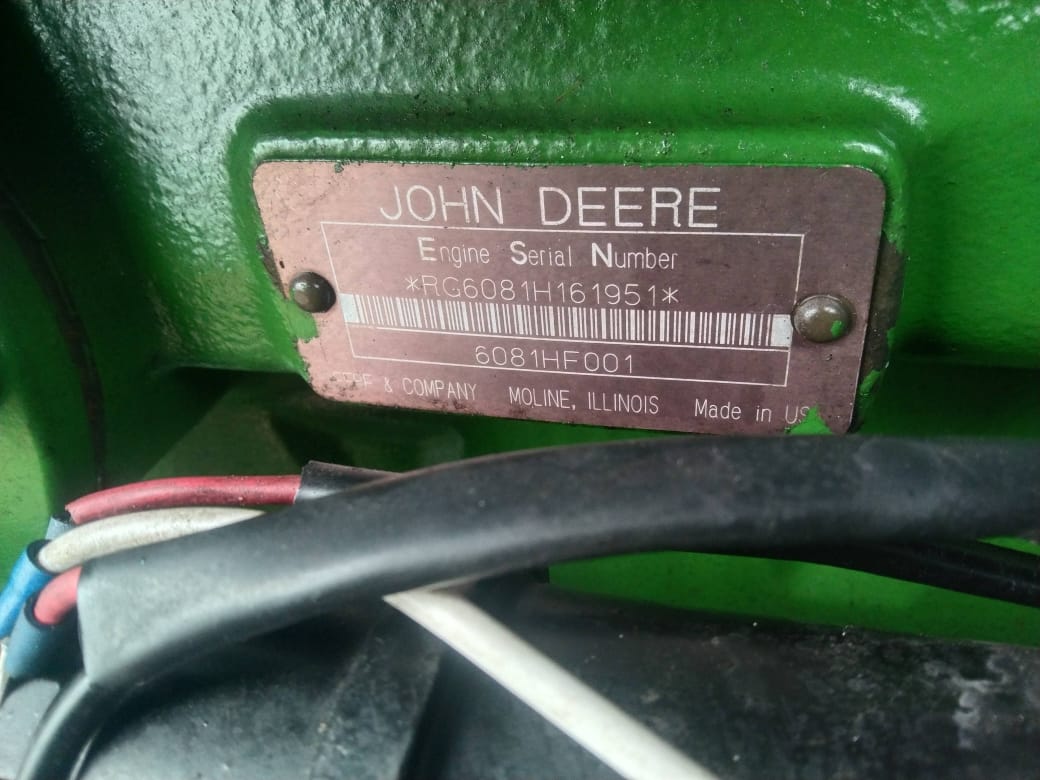 JOHN DEERE
Engine Serial Number
*RG6081H161951*
6081HF001
& COMPANY MOLINE, ILLINOIS Made in